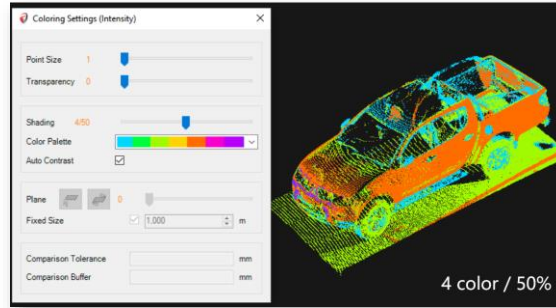 Coloring Settings (Intensity)
Point Size 1
Transparency 0
Shading 4/50
Color Palette
Auto Contrast
Plane 0
Fixed Size 1,000 m
Comparison Tolerance mm
Comparison Buffer mm
4 color / 50%